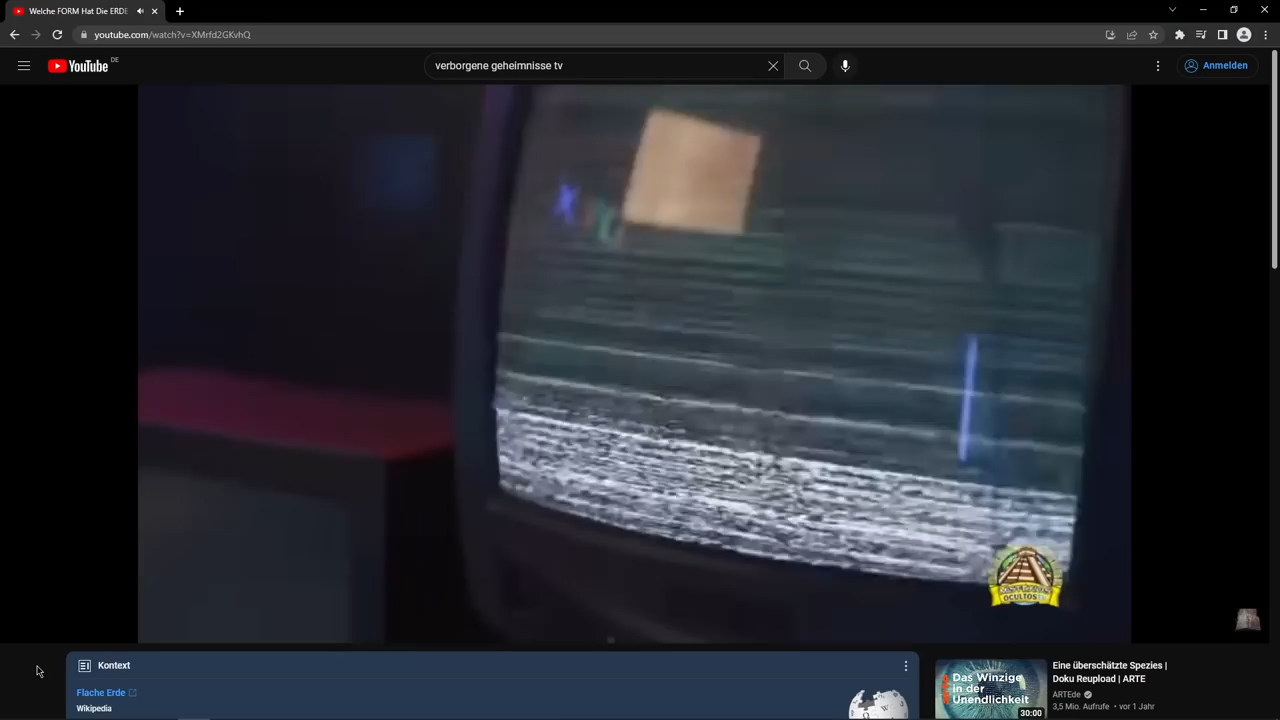 Welche FORM Hat Die ERDE
youtube.com/watch?v=XMrfd2GKvhQ
YouTube DE
verborgene geheimnisse tv
Anmelden
OCULTOS
Kontext
Flache Erde
Wikipedia
Das Winzige
in der
Unendlichkeit
30:00
Eine überschätzte Spezies |
Doku Reupload | ARTE
ARTEde
3,5 Mio. Aufrufe • vor 1 Jahr